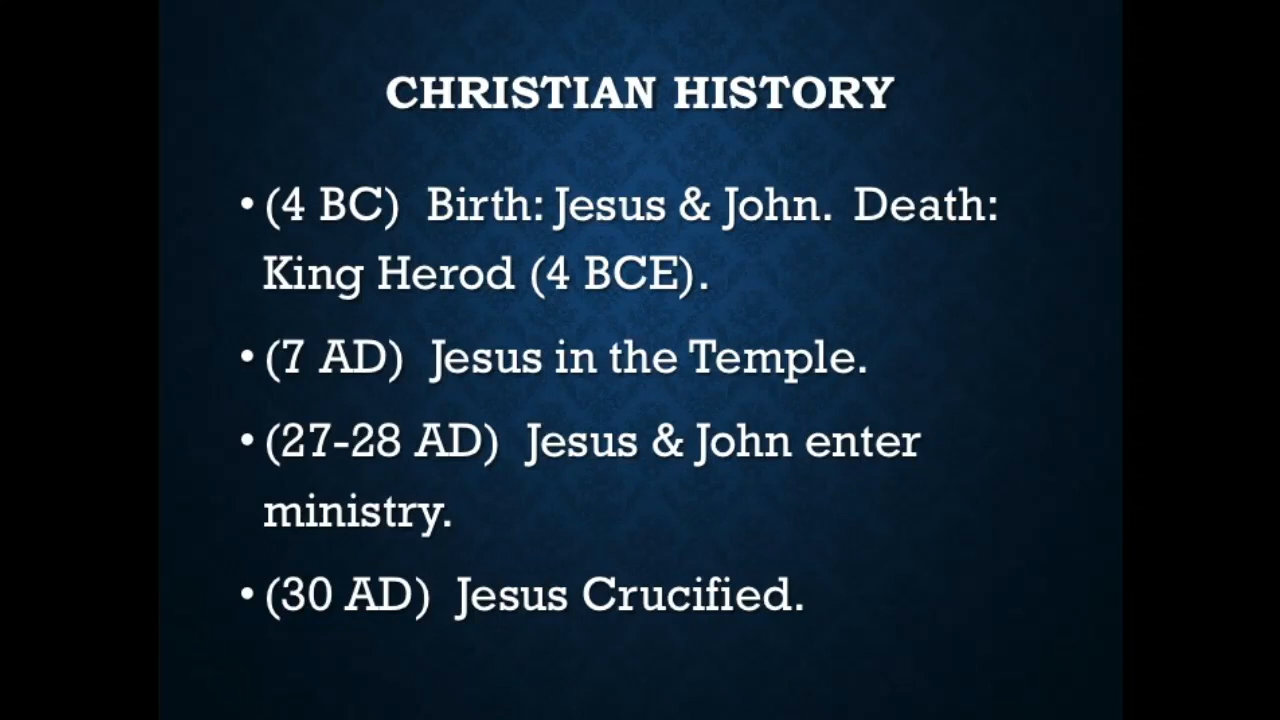 CHRISTIAN HISTORY
• (4 BC) Birth: Jesus & John. Death:
King Herod (4 BCE).
• (7 AD) Jesus in the Temple.
• (27-28 AD) Jesus & John enter
ministry.
• (30 AD) Jesus Crucified.